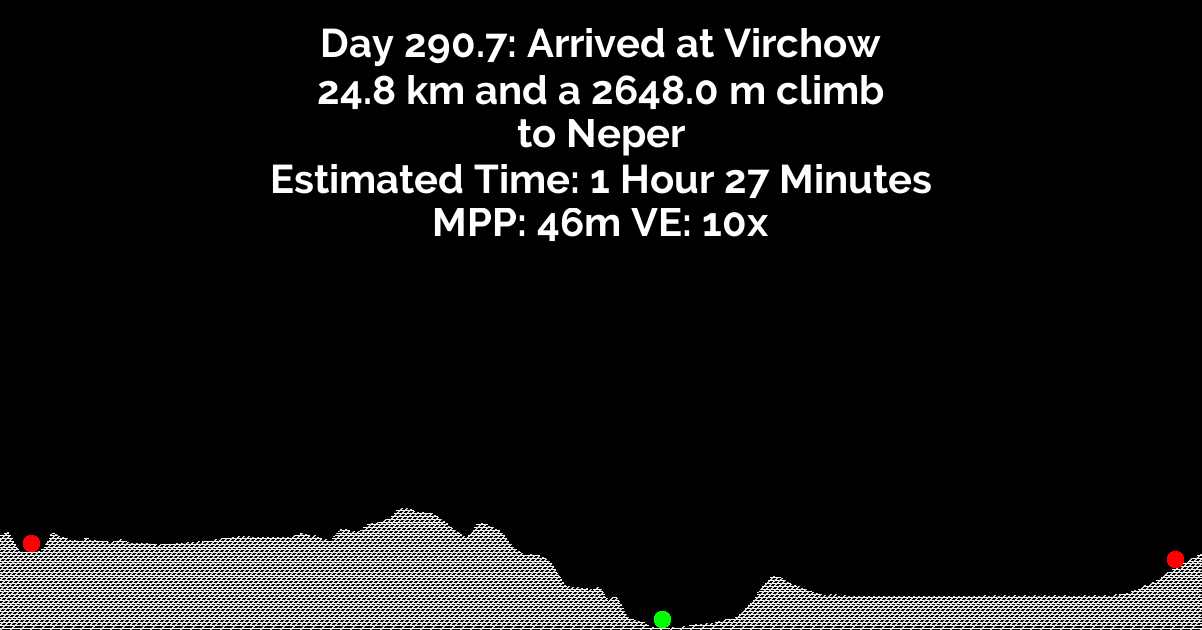 Day 290.7: Arrived at Virchow
24.8 km and a 2648.0 m climb
to Neper
Estimated Time: 1 Hour 27 Minutes
MPP: 46m VE: 10x